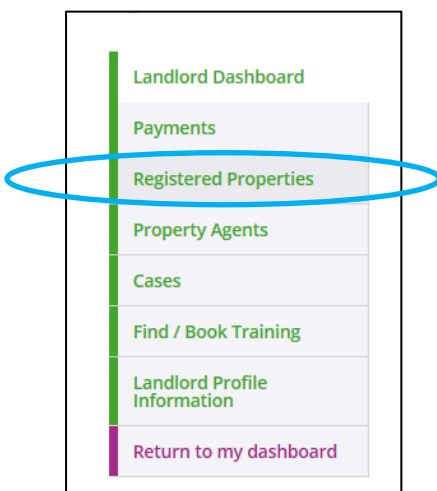 Landlord Dashboard
Payments
Registered Properties
Property Agents
Cases
Find / Book Training
Landlord Profile
Information
Return to my dashboard